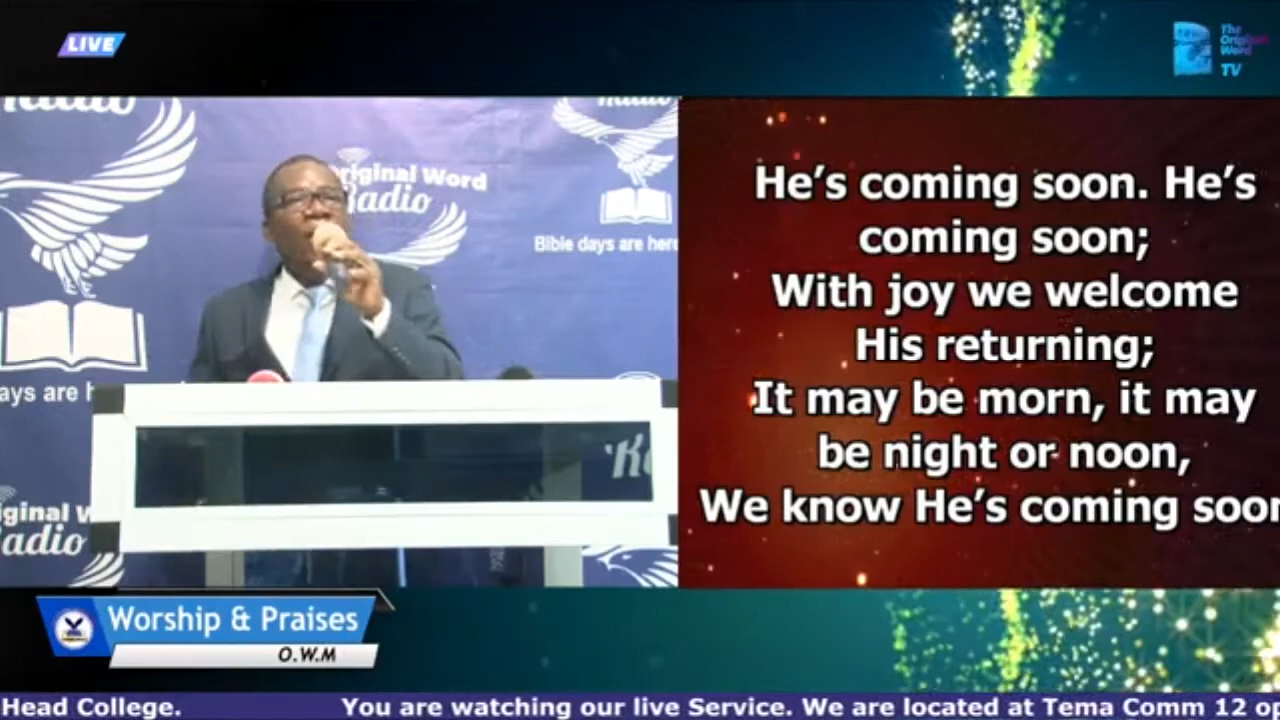 LIVE
The
Original
Word
TV
Radio
Original Word
Radio
Bible days are here
ays are h
iginal W
adio
He's coming soon. He's
coming soon;
With joy we welcome
His returning;
It may be morn, it may
be night or noon,
We know He's coming soon
Worship & Praises
O.W.M
Head College.
You are watching our live Service. We are located at Tema Comm 12 op